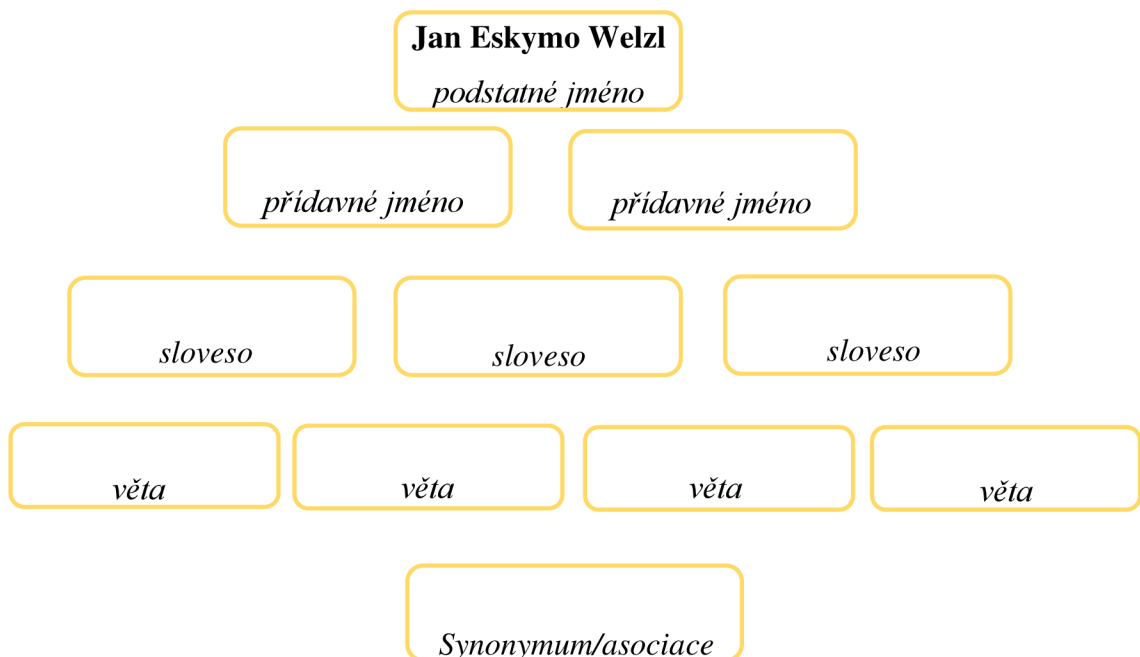 Jan Eskymo Welzl
podstatné jméno
přídavné jméno
přídavné jméno
sloveso
sloveso
sloveso
věta
věta
věta
věta
Synonymum/asociace